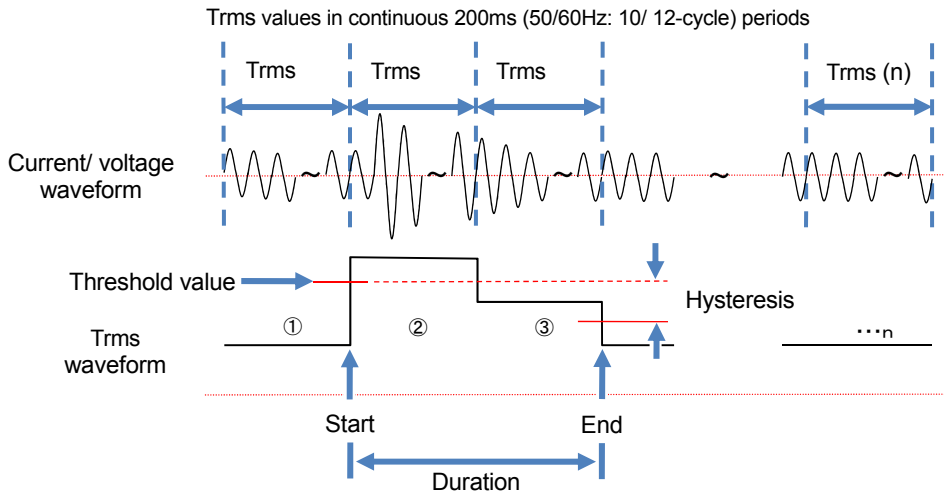 Trms values in continuous 200ms (50/60Hz: 10/ 12-cycle) periods
Trms
Trms
Trms
Trms (n)
Current/ voltage
waveform
~
~
~
~
~
Threshold value
Hysteresis
①
②
③
…n
Trms
waveform
Start
End
Duration